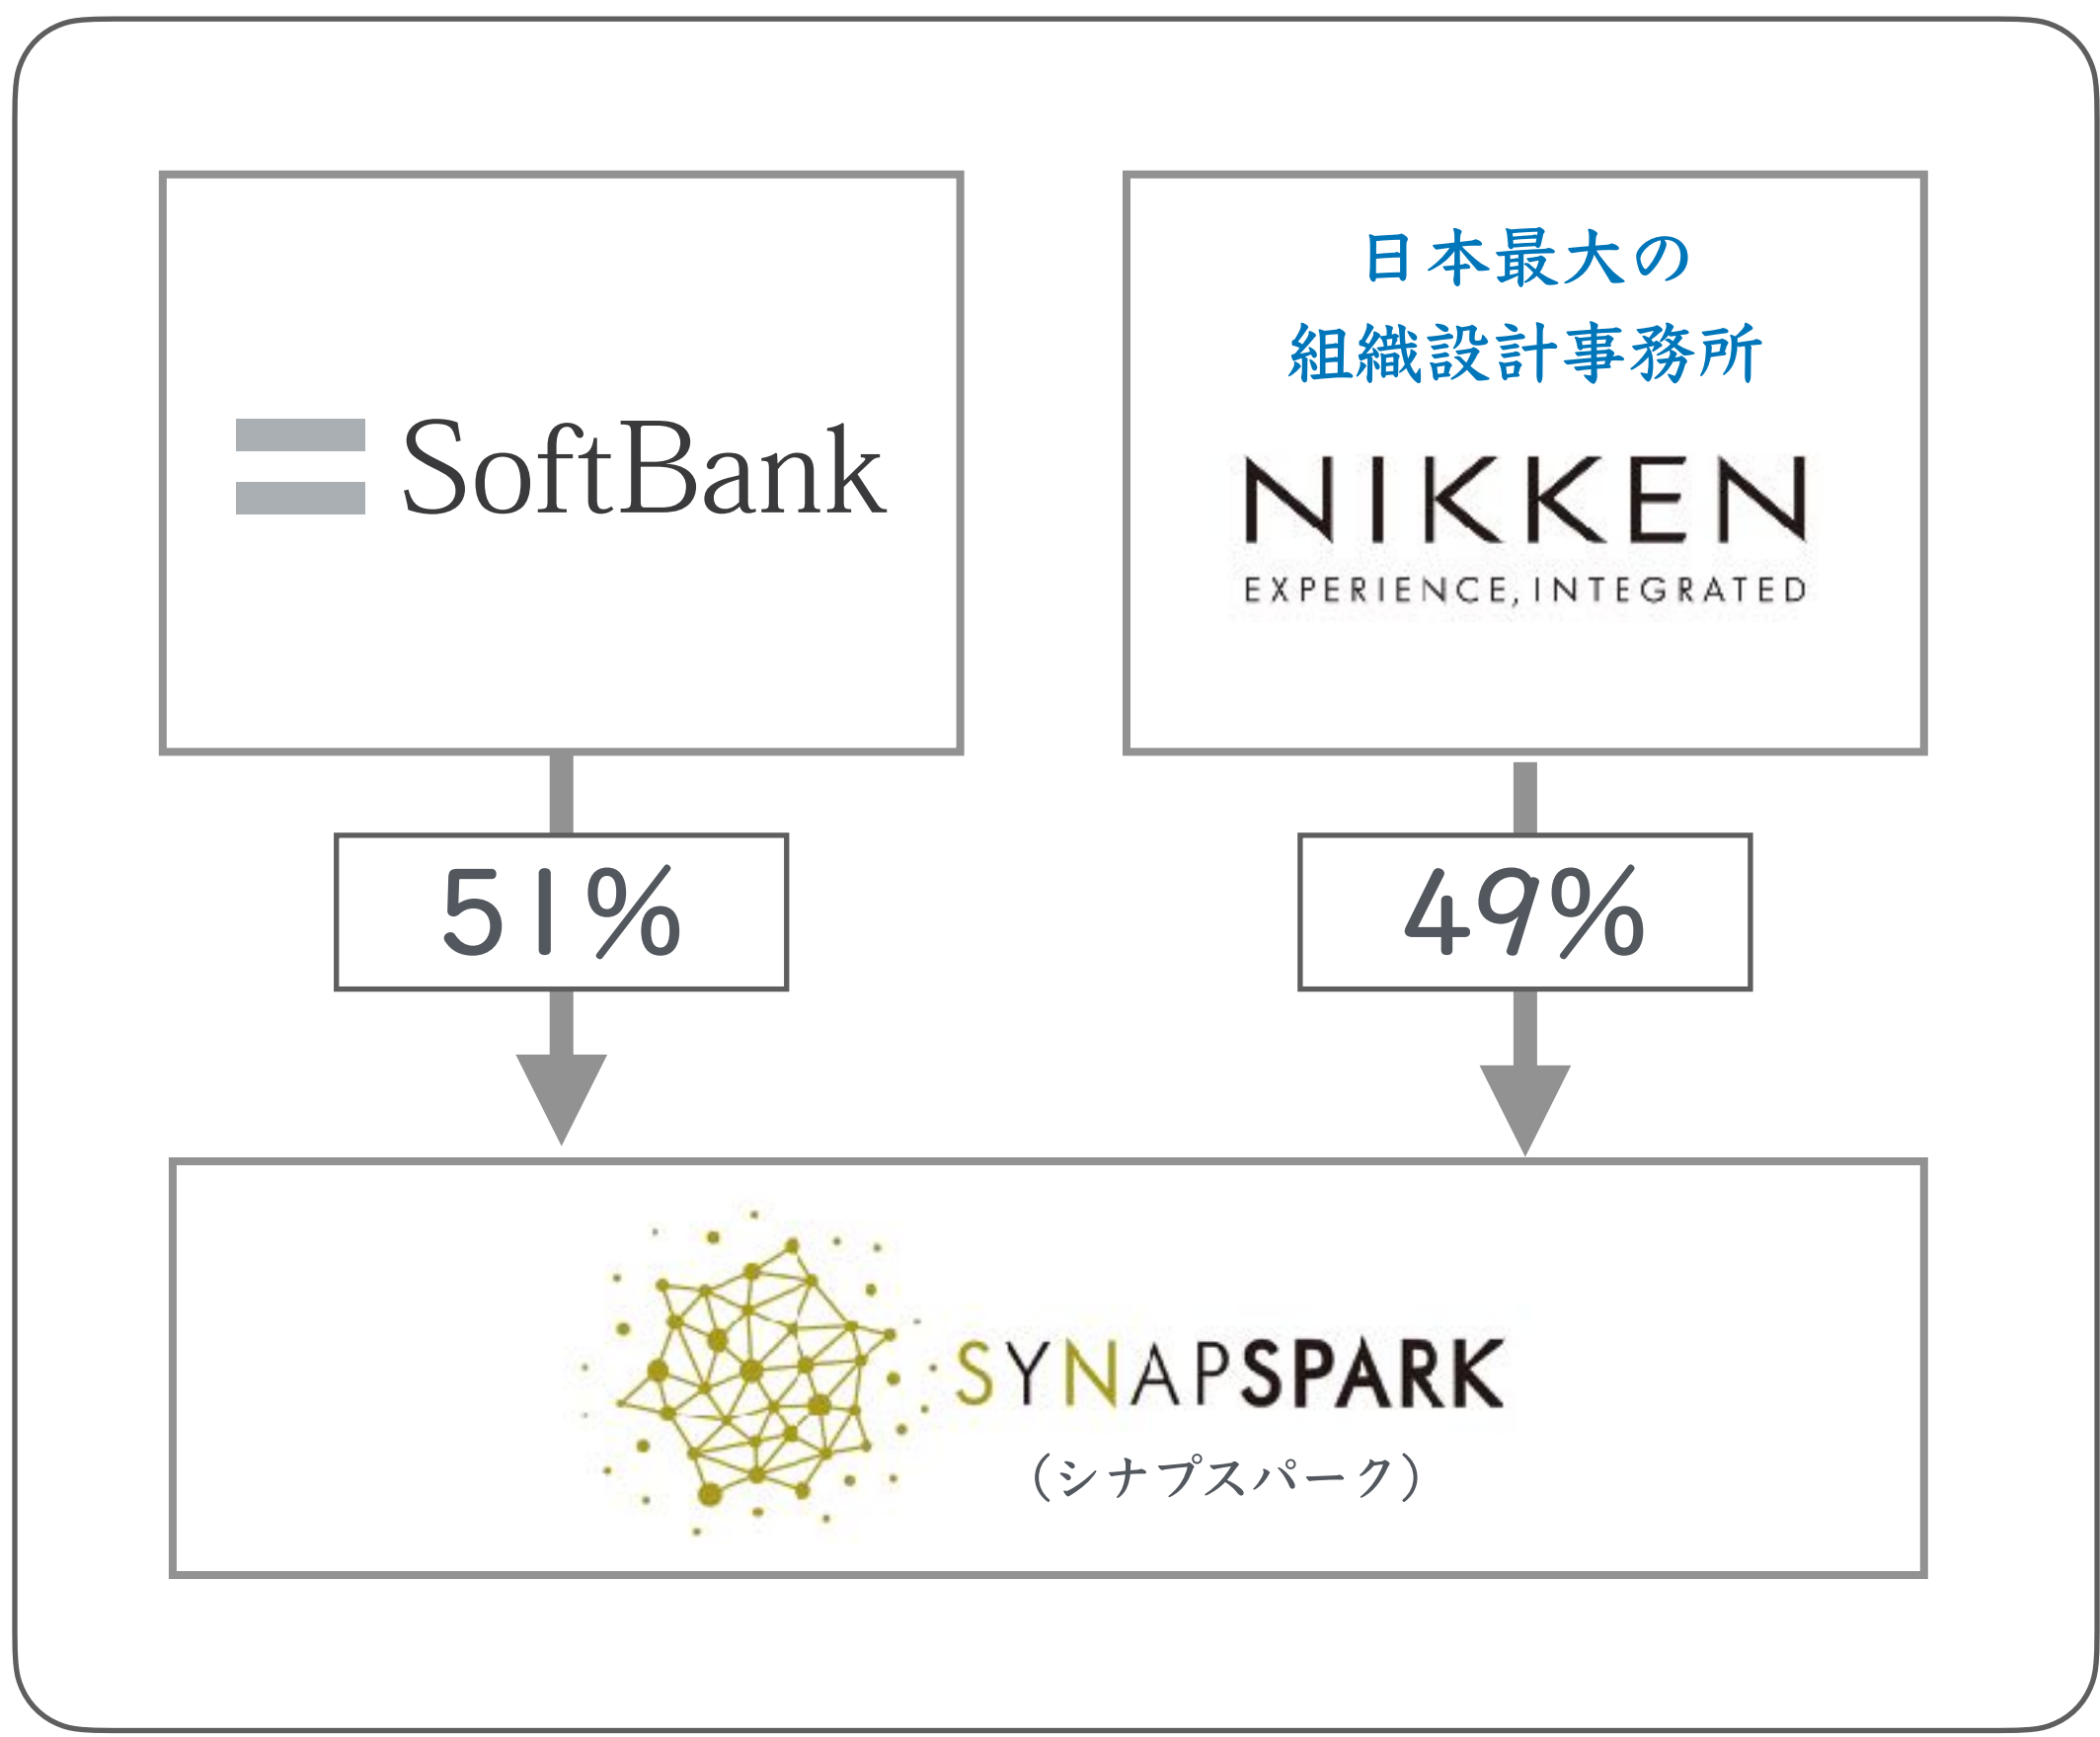 SoftBank
日本最大の
組織設計事務所
NIKKEN
EXPERIENCE, INTEGRATED
51%
49%
SYNAPSPARK
（シナプスパーク）